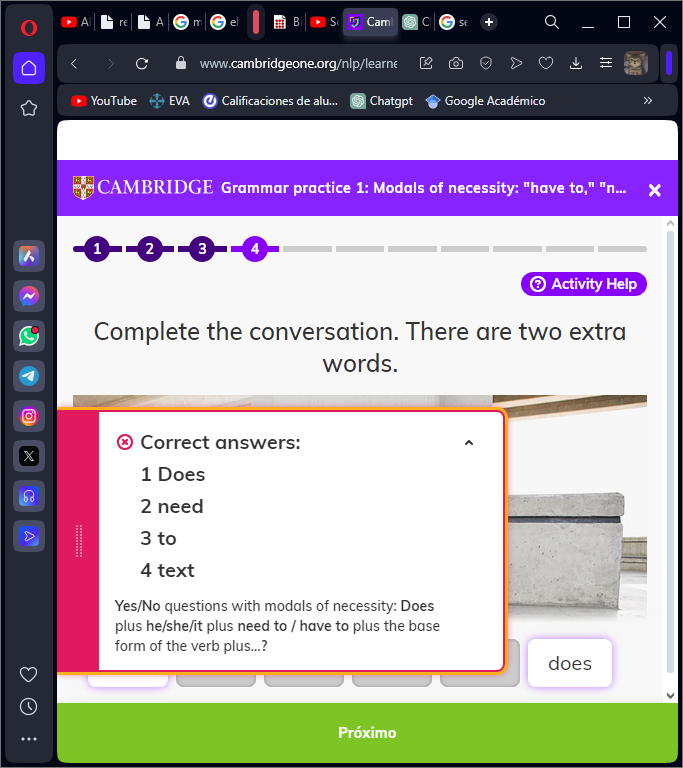 www.cambridgeone.org/nlp/learne
YouTube EVA Calificaciones de alu... Chatgpt Google Académico »
CAMBRIDGE Grammar practice 1: Modals of necessity: "have to," "n...
1 2 3 4
Activity Help
Complete the conversation. There are two extra
words.
Correct answers:
1 Does
2 need
3 to
4 text
Yes/No questions with modals of necessity: Does
plus he/she/it plus need to / have to plus the base
form of the verb plus...?
does
Próximo